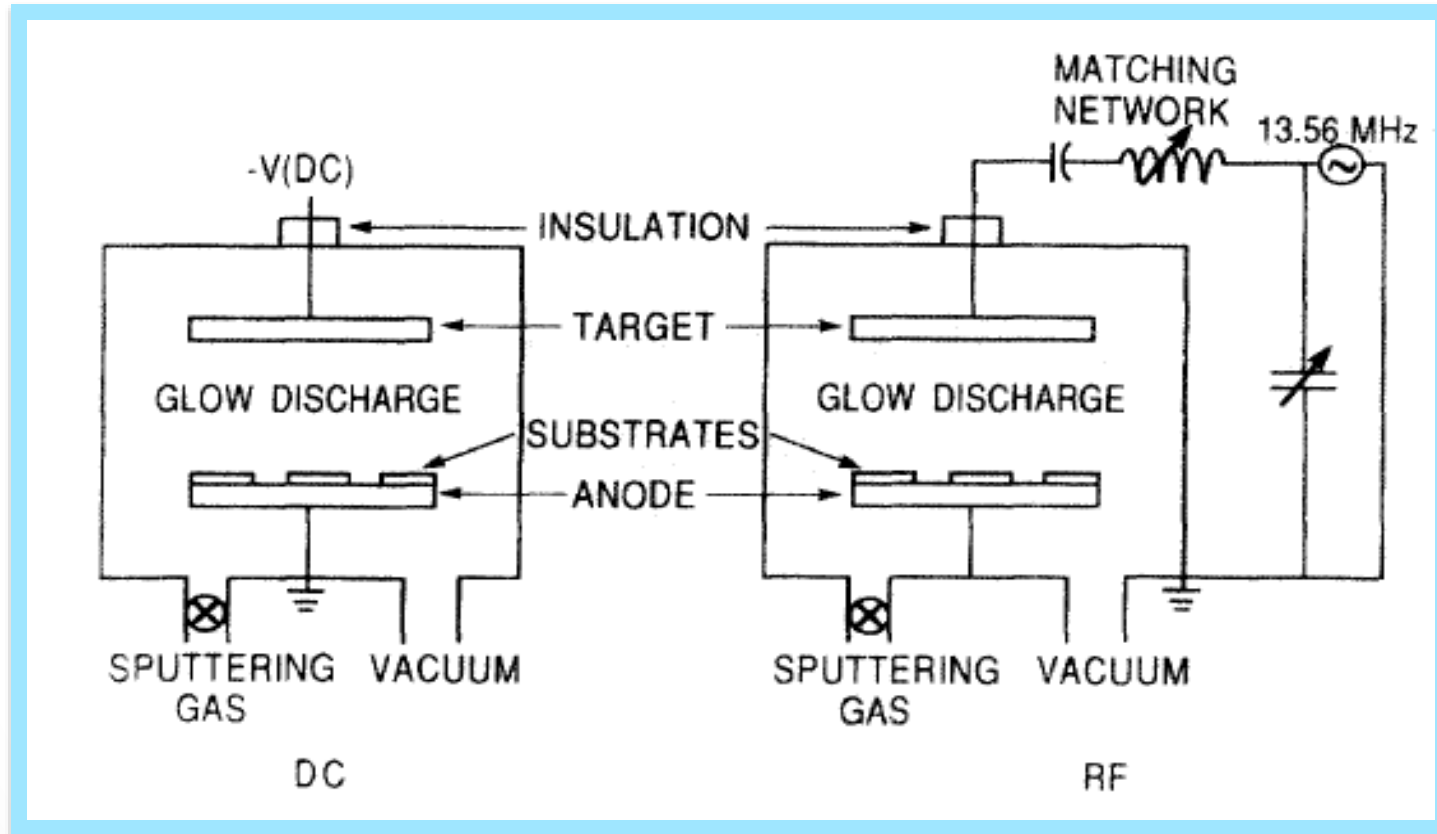 MATCHING
NETWORK
13.56 MHz
-V(DC)
INSULATION
TARGET
GLOW DISCHARGE
GLOW DISCHARGE
SUBSTRATES
ANODE
SPUTTERING
GAS
VACUUM
SPUTTERING
GAS
VACUUM
DC
RF